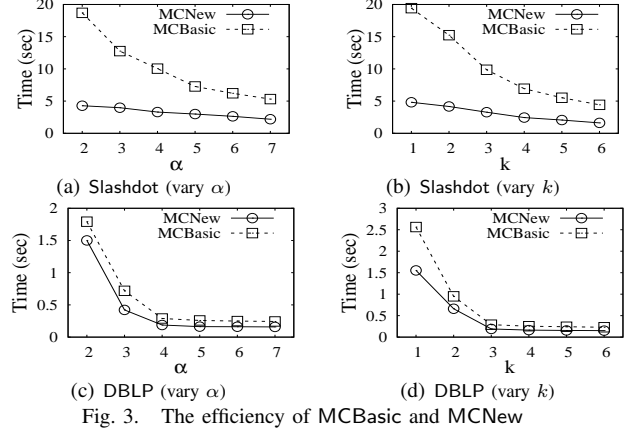 20
15
10
5
0
Time (sec)
MCNew
MCBasic
2 3 4 5 6 7
α
(a) Slashdot (vary α)
20
15
10
5
0
Time (sec)
MCNew
MCBasic
1 2 3 4 5 6
k
(b) Slashdot (vary k)
2
1.5
1
0.5
0
Time (sec)
MCNew
MCBasic
2 3 4 5 6 7
α
(c) DBLP (vary α)
3
2.5
2
1.5
1
0.5
0
Time (sec)
MCNew
MCBasic
1 2 3 4 5 6
k
(d) DBLP (vary k)
Fig. 3. The efficiency of MCBasic and MCNew